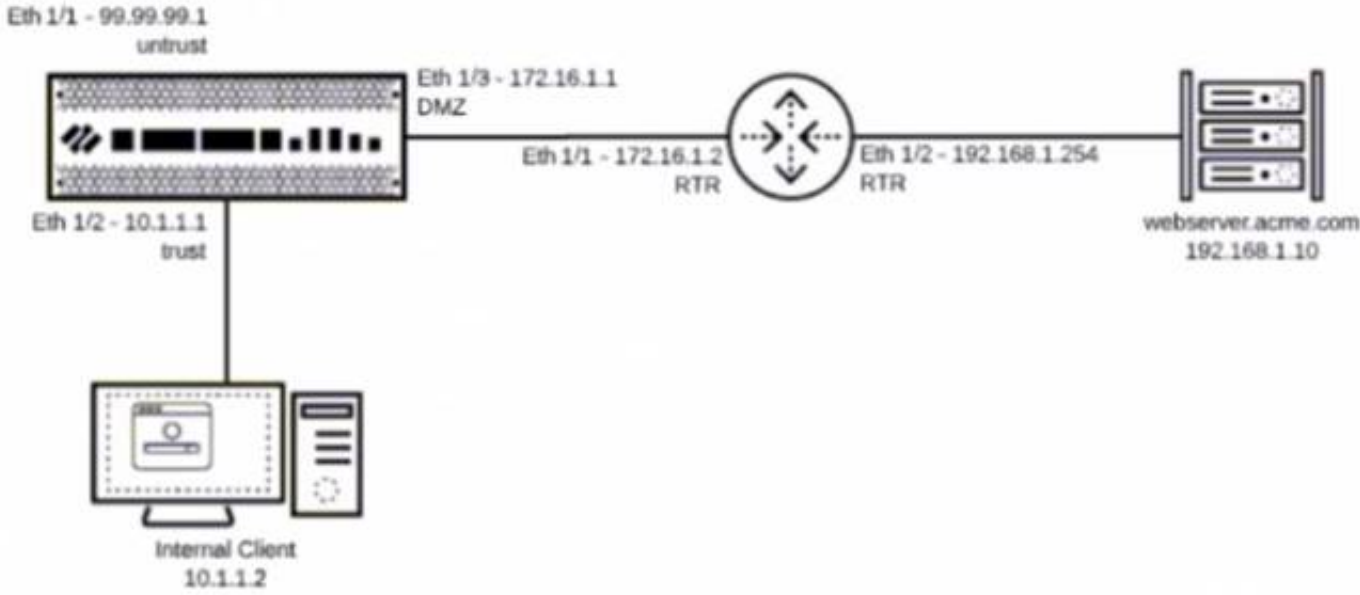 Eth 1/1 - 99.99.99.1
untrust
Eth 1/3 - 172.16.1.1
DMZ
Eth 1/1 - 172.16.1.2
RTR
Eth 1/2 - 192.168.1.254
RTR
Eth 1/2 - 10.1.1.1
trust
webserver.acme.com
192.168.1.10
Internal Client
10.1.1.2